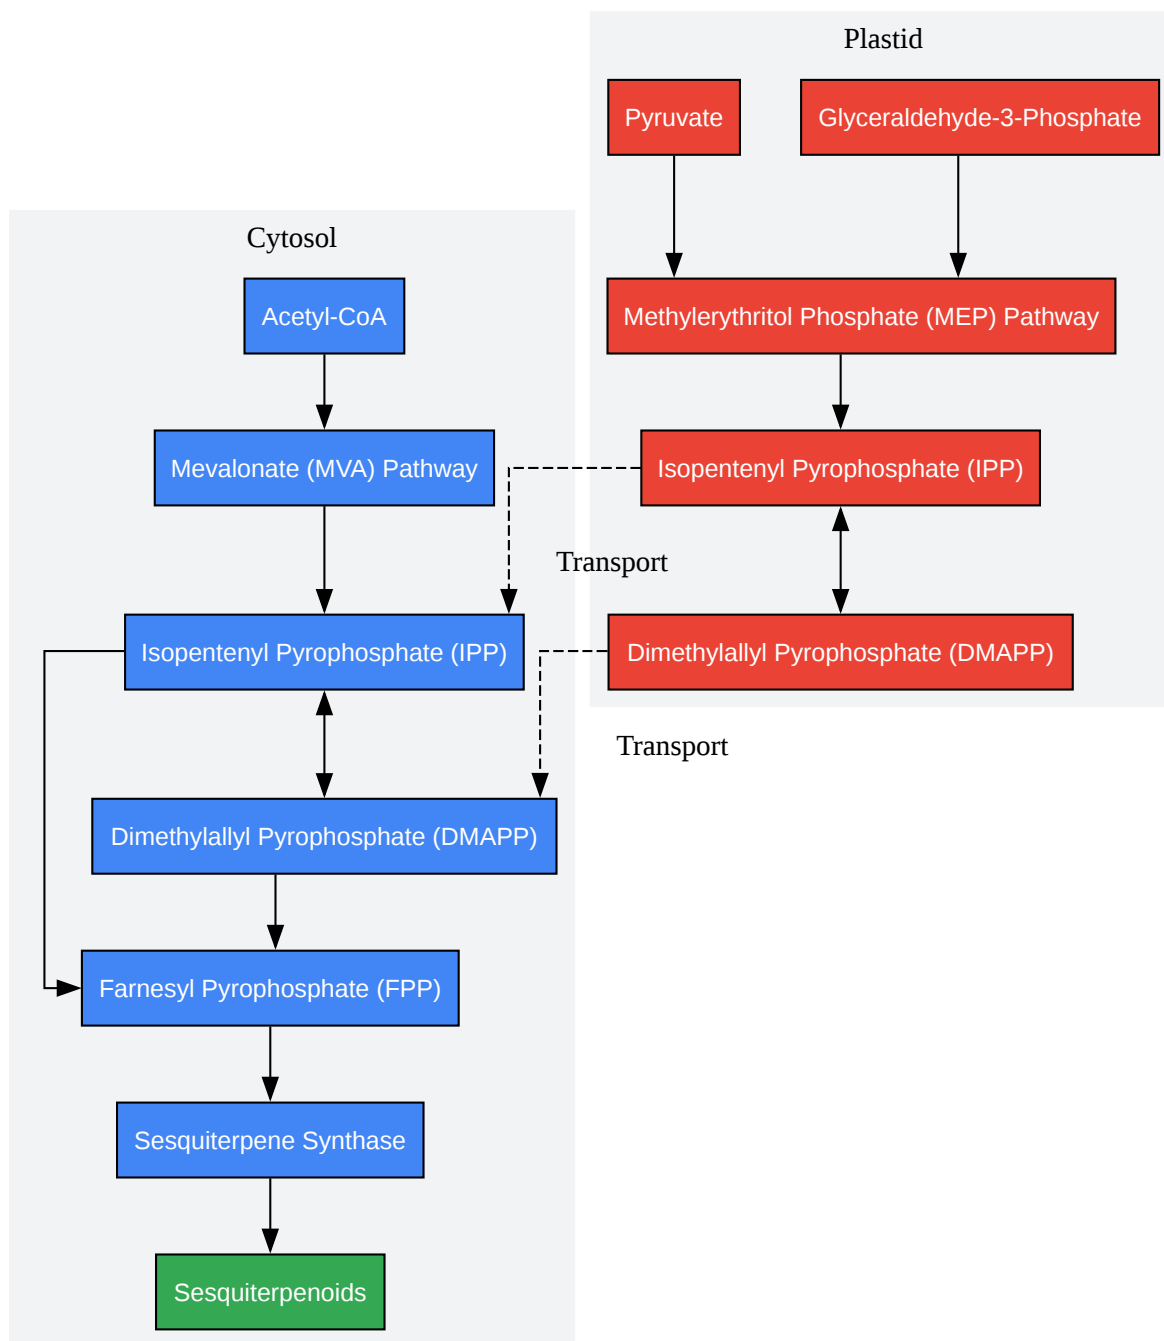 Plastid
Pyruvate
Glyceraldehyde-3-Phosphate
Cytosol
Acetyl-CoA
Methylerythritol Phosphate (MEP) Pathway
Mevalonate (MVA) Pathway
Isopentenyl Pyrophosphate (IPP)
Transport
Isopentenyl Pyrophosphate (IPP)
Dimethylallyl Pyrophosphate (DMAPP)
Transport
Dimethylallyl Pyrophosphate (DMAPP)
Farnesyl Pyrophosphate (FPP)
Sesquiterpene Synthase
Sesquiterpenoids